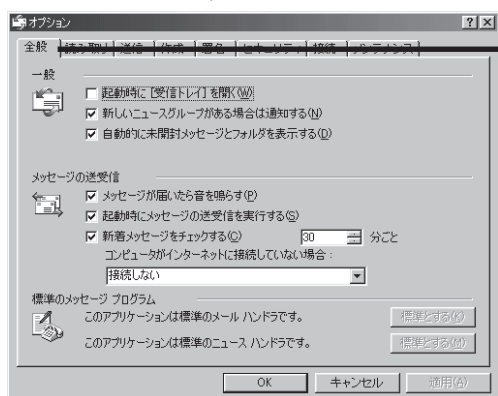 オプション
全般 読み取り 送信 作成 署名 セキュリティ 接続 メンテナンス
一般
起動時に [受信トレイ] を開く(W)
新しいニュースグループがある場合は通知する(N)
自動的に未開封メッセージとフォルダを表示する(D)
メッセージの送受信
メッセージが届いたら音を鳴らす(P)
起動時にメッセージの送受信を実行する(S)
新着メッセージをチェックする(C) 30 分ごと
コンピュータがインターネットに接続していない場合:
接続しない
標準のメッセージ プログラム
このアプリケーションは標準のメール ハンドラです。 標準とする(K)
このアプリケーションは標準のニュース ハンドラです。 標準とする(M)
OK キャンセル 適用(A)